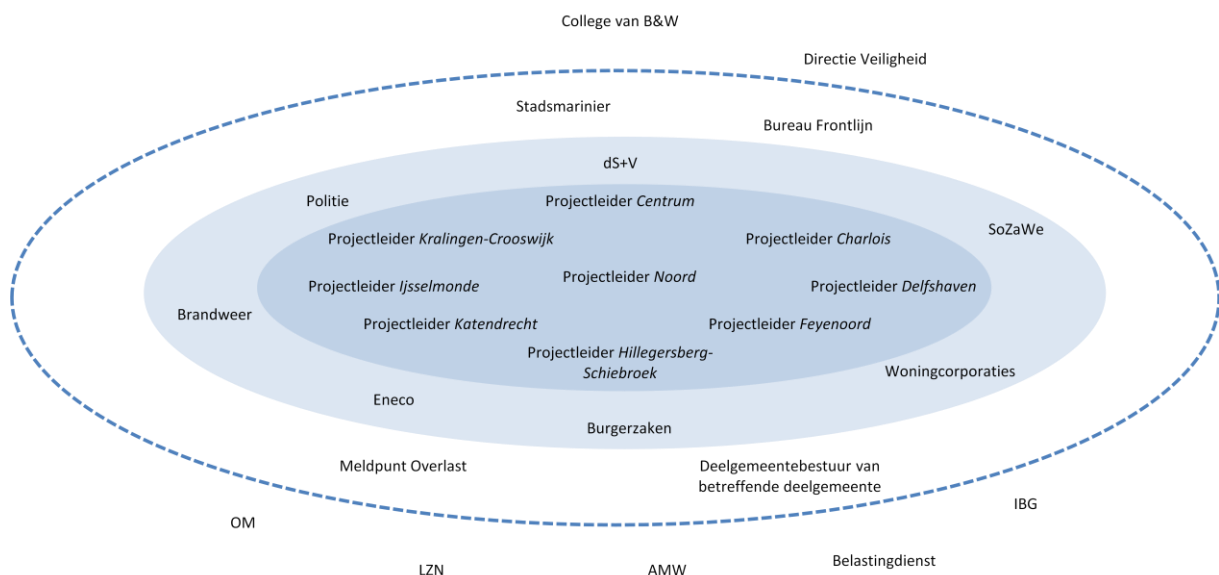 College van B&W
Directie Veiligheid
Stadsmarinier
Bureau Frontlijn
dS+V
Politie
Projectleider Centrum
SoZaWe
Projectleider Kralingen-Crooswijk
Projectleider Charlois
Projectleider Noord
Projectleider Ijsselmonde
Projectleider Delfshaven
Brandweer
Projectleider Katendrecht
Projectleider Feyenoord
Projectleider Hillegersberg-
Schiebroek
Woningcorporaties
Eneco
Burgerzaken
Meldpunt Overlast
Deelgemeentebestuur van
betreffende deelgemeente
IBG
OM
Belastingdienst
LZN
AMW